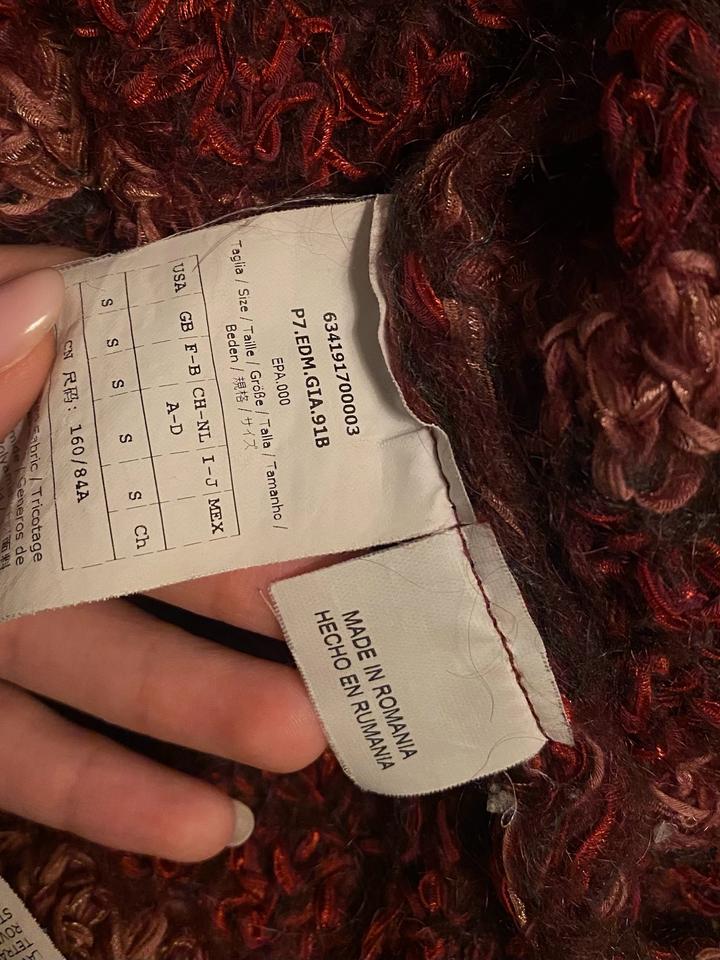 634191700003
P7.EDM.GIA.91B
EPA.000
Taglia / Size / Taille / Größe / Talla / Tamanho /
Beden / 規格 / サイズ
USA GB F-B CH-NL I-J MEX
A-D
S S S S S Ch
CN 尺码: 160/84A
Fabric / Tricotage
Géneros de
MADE IN ROMANIA
HECHO EN RUMANIA